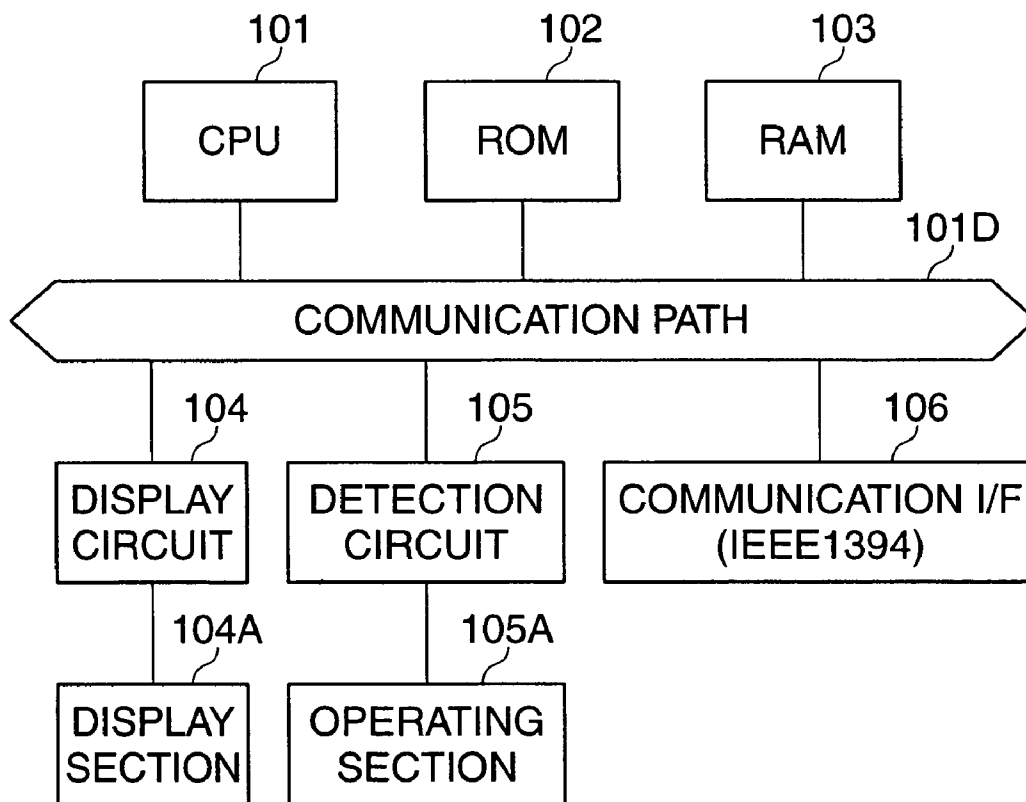 101
102
103
CPU
ROM
RAM
101D
COMMUNICATION PATH
104
105
106
DISPLAY
CIRCUIT
DETECTION
CIRCUIT
COMMUNICATION I/F
(IEEE1394)
104A
105A
DISPLAY
SECTION
OPERATING
SECTION